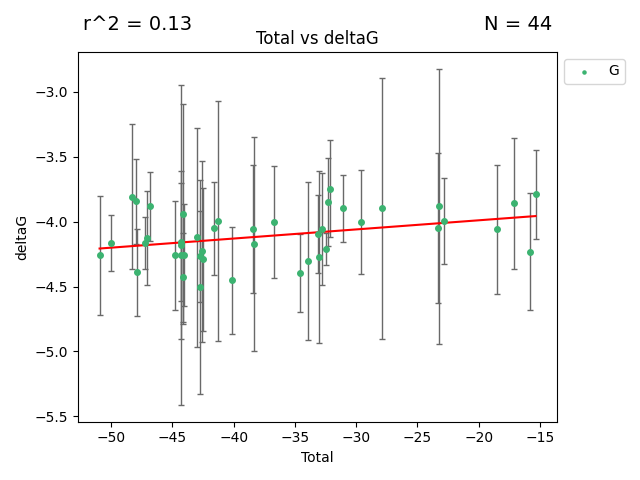 r^2 = 0.13
N = 44
Total vs deltaG
G
−3.0
−3.5
−4.0
−4.5
−5.0
−5.5
deltaG
−50 −45 −40 −35 −30 −25 −20 −15
Total